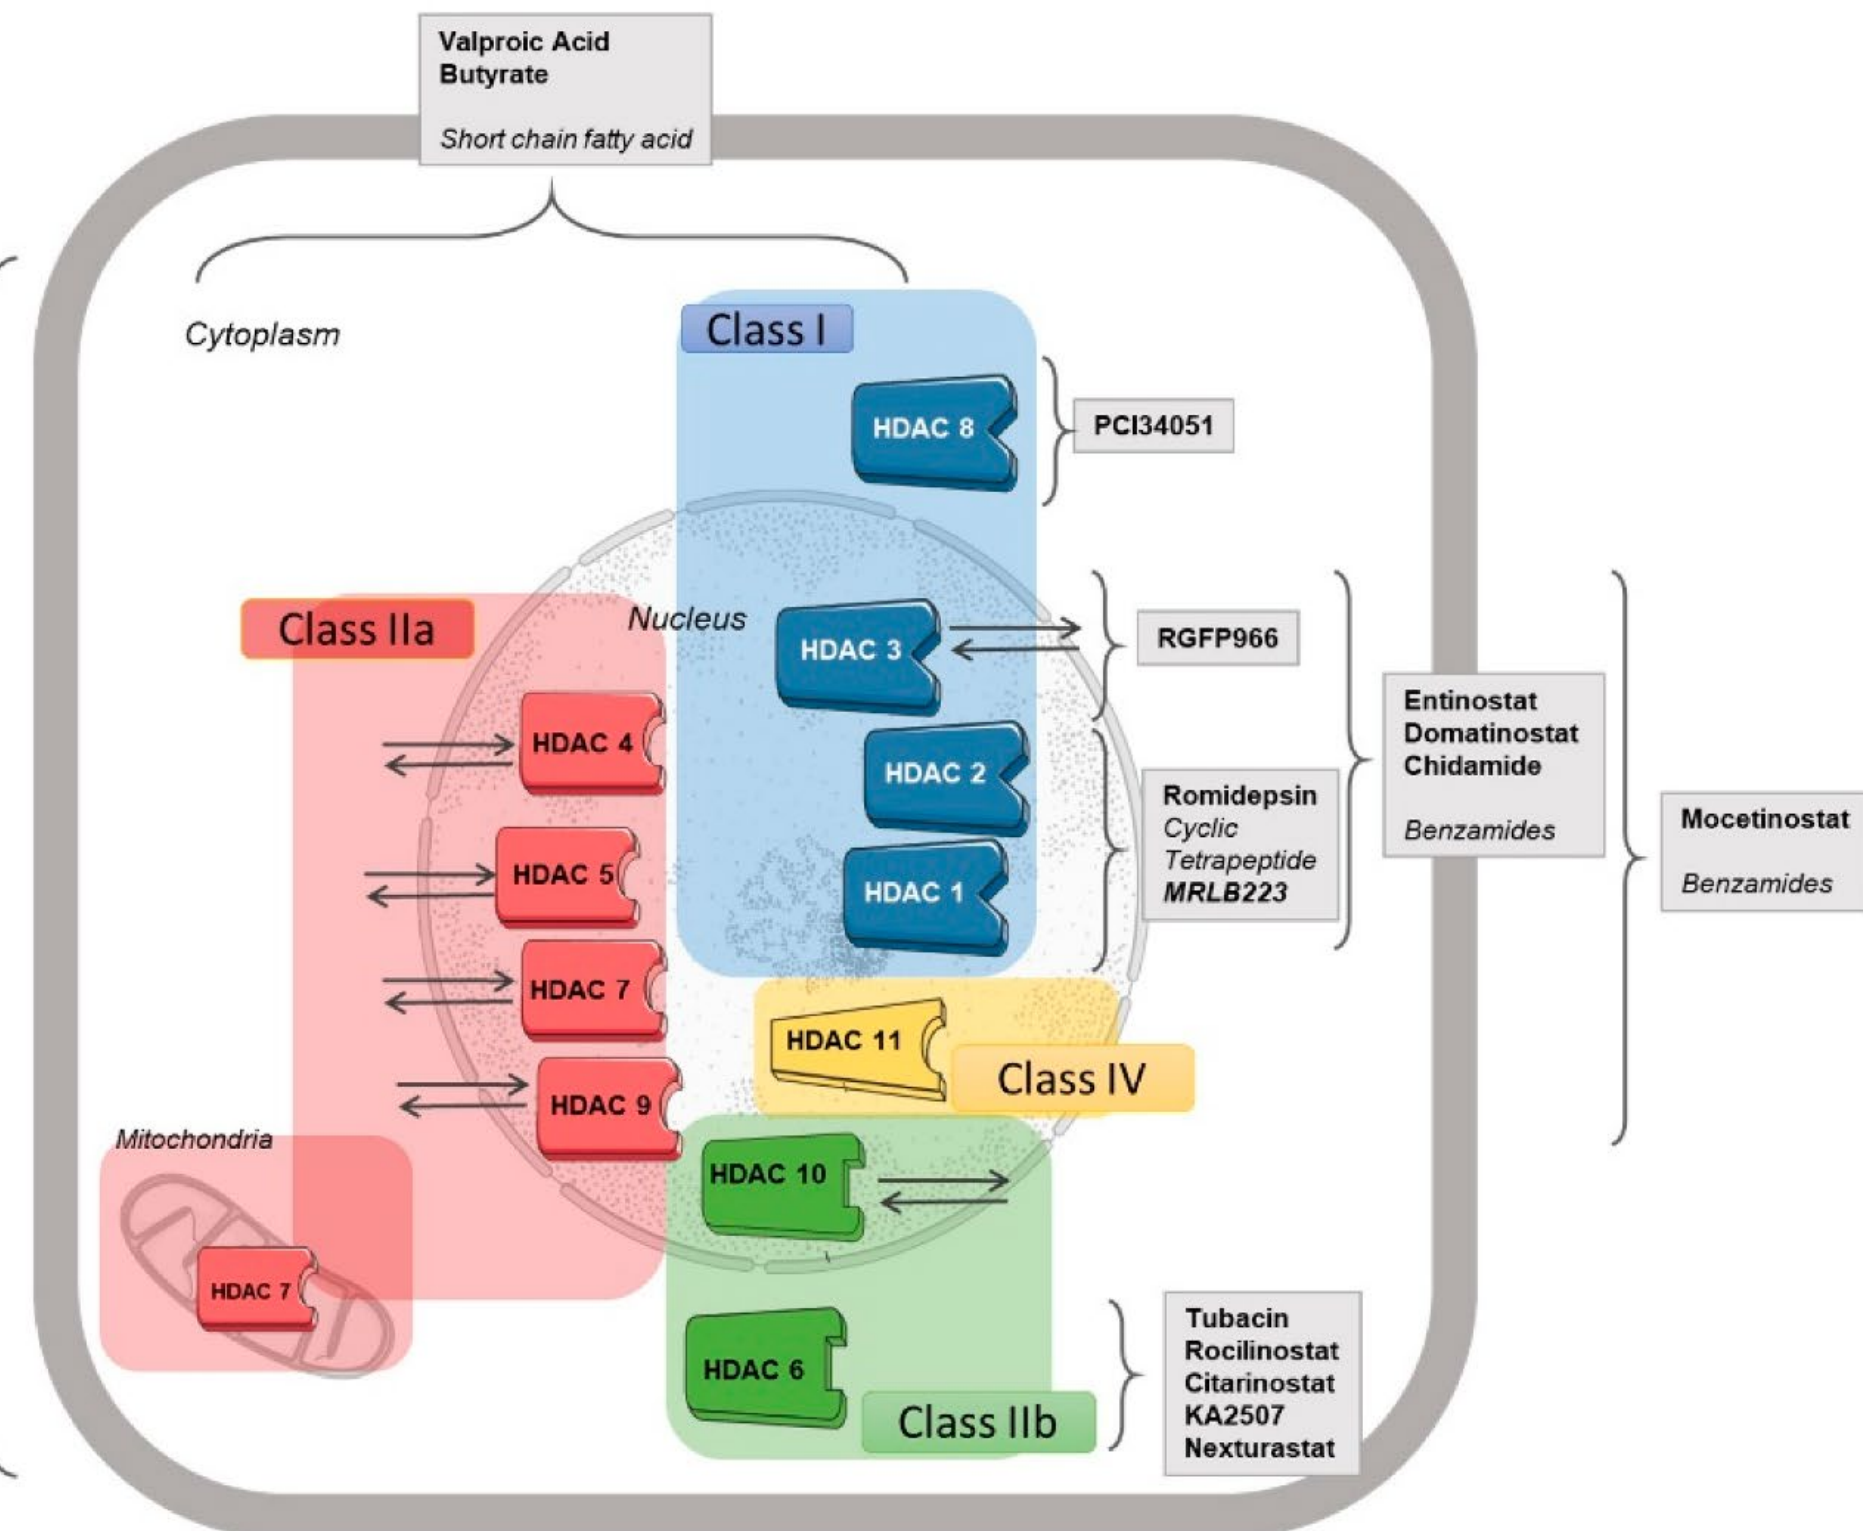 Valproic Acid
Butyrate
Short chain fatty acid
Cytoplasm
Class I
HDAC 8
PCI34051
Class IIa
Nucleus
HDAC 3
RGFP966
HDAC 4
HDAC 2
HDAC 5
HDAC 1
Romidepsin
Cyclic
Tetrapeptide
MRLB223
Entinostat
Domatinostat
Chidamide
Benzamides
Mocetinostat
Benzamides
HDAC 7
HDAC 11
Class IV
HDAC 9
Mitochondria
HDAC 10
HDAC 7
HDAC 6
Class IIb
Tubacin
Rocilinostat
Citarinostat
KA2507
Nexturastat